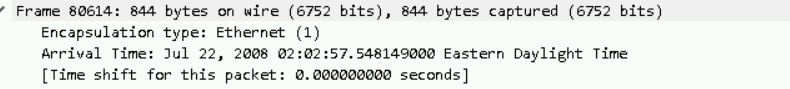 Frame 80614: 844 bytes on wire (6752 bits), 844 bytes captured (6752 bits)
Encapsulation type: Ethernet (1)
Arrival Time: Jul 22, 2008 02:02:57.548149000 Eastern Daylight Time
[Time shift for this packet: 0.000000000 seconds]